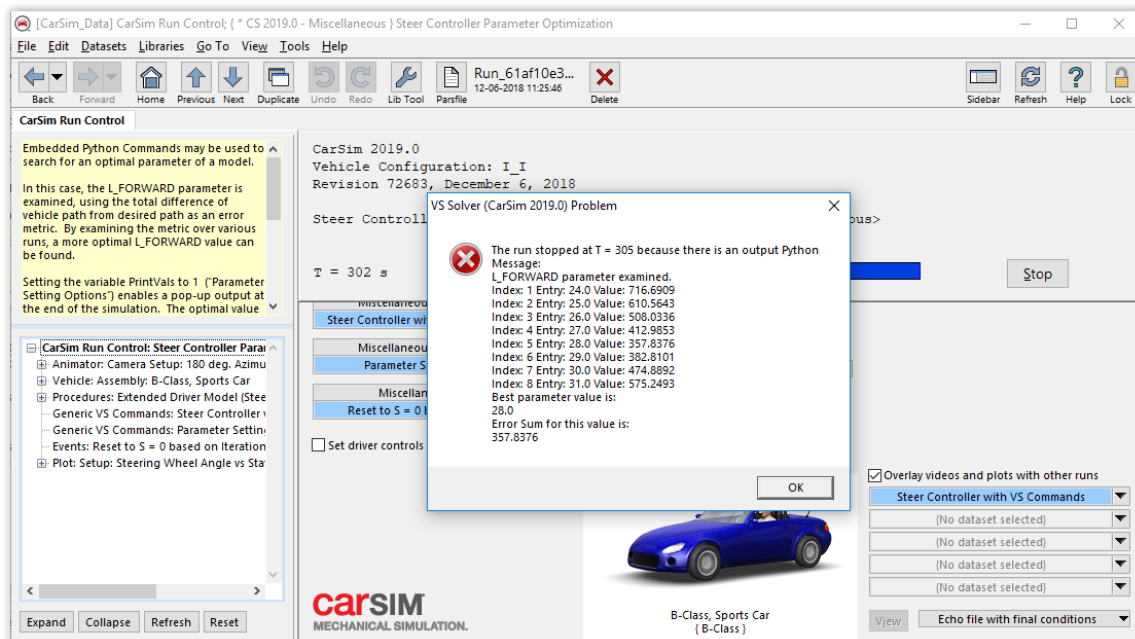 [CarSim_Data] CarSim Run Control; { * CS 2019.0 - Miscellaneous } Steer Controller Parameter Optimization
File Edit Datasets Libraries Go To View Tools Help
Run_61af10e3...
12-06-2018 11:25:46
Back Forward Home Previous Next Duplicate Undo Redo Lib Tool Parsfile Delete Sidebar Refresh Help Lock
CarSim Run Control
Embedded Python Commands may be used to
search for an optimal parameter of a model.
In this case, the L_FORWARD parameter is
examined, using the total difference of
vehicle path from desired path as an error
metric. By examining the metric over various
runs, a more optimal L_FORWARD value can
be found.
Setting the variable PrintVals to 1 ("Parameter
Setting Options") enables a pop-up output at
the end of the simulation. The optimal value
CarSim Run Control: Steer Controller Para
Animator: Camera Setup: 180 deg. Azimu
Vehicle: Assembly: B-Class, Sports Car
Procedures: Extended Driver Model (Stee
Generic VS Commands: Steer Controller
Generic VS Commands: Parameter Setting
Events: Reset to S = 0 based on Iteration
Plot: Setup: Steering Wheel Angle vs Stat
Expand Collapse Refresh Reset
CarSim 2019.0
Vehicle Configuration: I_I
Revision 72683, December 6, 2018
Steer Controll
ous>
T = 302 s
Stop
VS Solver (CarSim 2019.0) Problem
The run stopped at T = 305 because there is an output Python
Message:
L_FORWARD parameter examined.
Index: 1 Entry: 24.0 Value: 716.6909
Index: 2 Entry: 25.0 Value: 610.5643
Index: 3 Entry: 26.0 Value: 508.0336
Index: 4 Entry: 27.0 Value: 412.9853
Index: 5 Entry: 28.0 Value: 357.8376
Index: 6 Entry: 29.0 Value: 382.8101
Index: 7 Entry: 30.0 Value: 474.8892
Index: 8 Entry: 31.0 Value: 575.2493
Best parameter value is:
28.0
Error Sum for this value is:
357.8376
OK
Miscellaneou
Steer Controller wi
Miscellaneou
Parameter S
Miscellan
Reset to S = 0 b
Set driver controls
Overlay videos and plots with other runs
Steer Controller with VS Commands
{No dataset selected}
{No dataset selected}
{No dataset selected}
{No dataset selected}
View Echo file with final conditions
carSIM
MECHANICAL SIMULATION.
B-Class, Sports Car
{ B-Class }